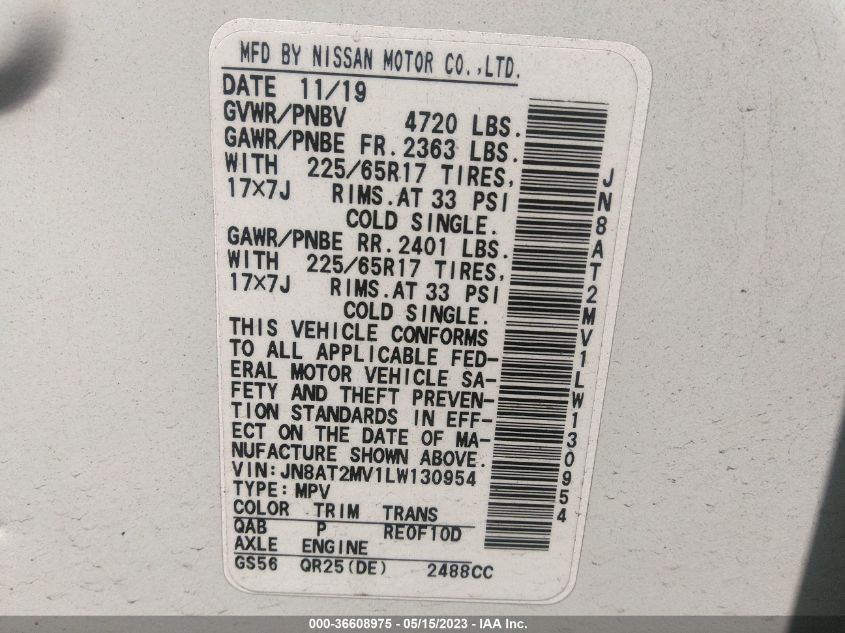 MFD BY NISSAN MOTOR CO.,LTD.
DATE 11/19
GVWR/PNBV 4720 LBS.
GAWR/PNBE FR. 2363 LBS.
WITH 225/65R17 TIRES,
17×7J RIMS. AT 33 PSI
COLD SINGLE.
GAWR/PNBE RR. 2401 LBS.
WITH 225/65R17 TIRES,
17×7J RIMS. AT 33 PSI
COLD SINGLE.
THIS VEHICLE CONFORMS
TO ALL APPLICABLE FED-
ERAL MOTOR VEHICLE SA-
FETY AND THEFT PREVEN-
TION STANDARDS IN EFF-
ECT ON THE DATE OF MA-
NUFACTURE SHOWN ABOVE.
VIN:JN8AT2MV1LW130954
TYPE:MPV
COLOR TRIM TRANS
QAB P RE0F10D
AXLE ENGINE
GS56 QR25(DE) 2488CC
JN8AT2MV1LW130954
000-36608975 - 05/15/2023 - IAA Inc.